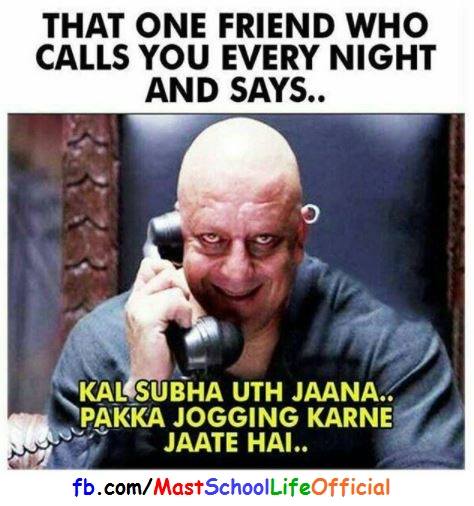 THAT ONE FRIEND WHO
CALLS YOU EVERY NIGHT
AND SAYS..
KAL SUBHA UTH JAANA..
PAKKA JOGGING KARNE
JAATE HAI..
fb.com/MastSchoolLifeOfficial